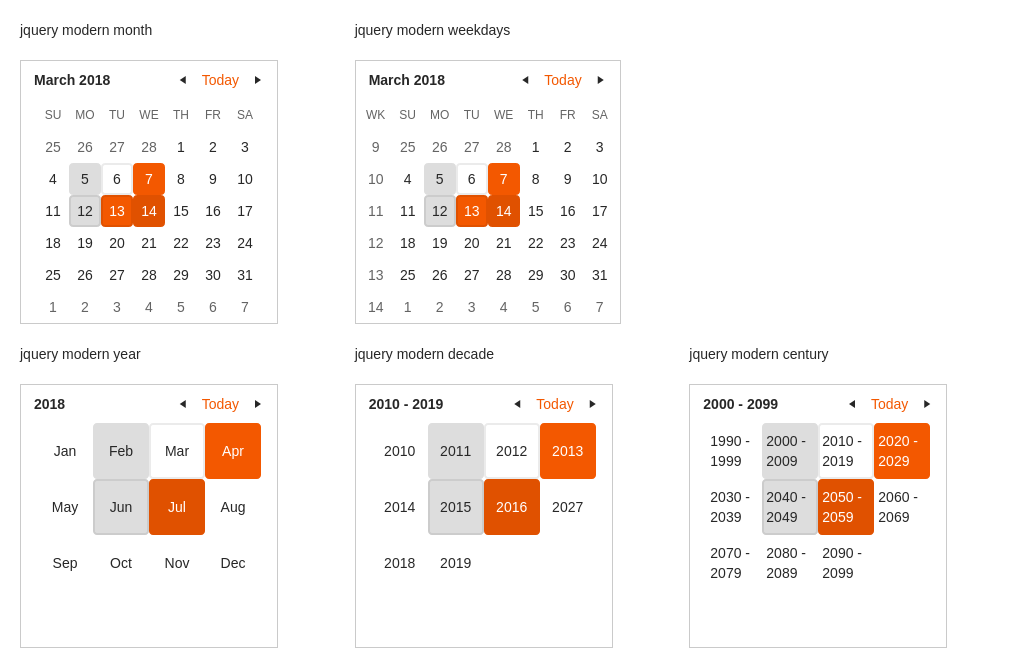 jquery modern month
March 2018 Today
SU MO TU WE TH FR SA
25 26 27 28 1 2 3
4 5 6 7 8 9 10
11 12 13 14 15 16 17
18 19 20 21 22 23 24
25 26 27 28 29 30 31
1 2 3 4 5 6 7
jquery modern weekdays
March 2018 Today
WK SU MO TU WE TH FR SA
9 25 26 27 28 1 2 3
10 4 5 6 7 8 9 10
11 11 12 13 14 15 16 17
12 18 19 20 21 22 23 24
13 25 26 27 28 29 30 31
14 1 2 3 4 5 6 7
jquery modern year
2018 Today
Jan Feb Mar Apr
May Jun Jul Aug
Sep Oct Nov Dec
jquery modern decade
2010 - 2019 Today
2010 2011 2012 2013
2014 2015 2016 2027
2018 2019
jquery modern century
2000 - 2099 Today
1990 - 2000 - 2010 - 2020 -
1999 2009 2019 2029
2030 - 2040 - 2050 - 2060 -
2039 2049 2059 2069
2070 - 2080 - 2090 -
2079 2089 2099